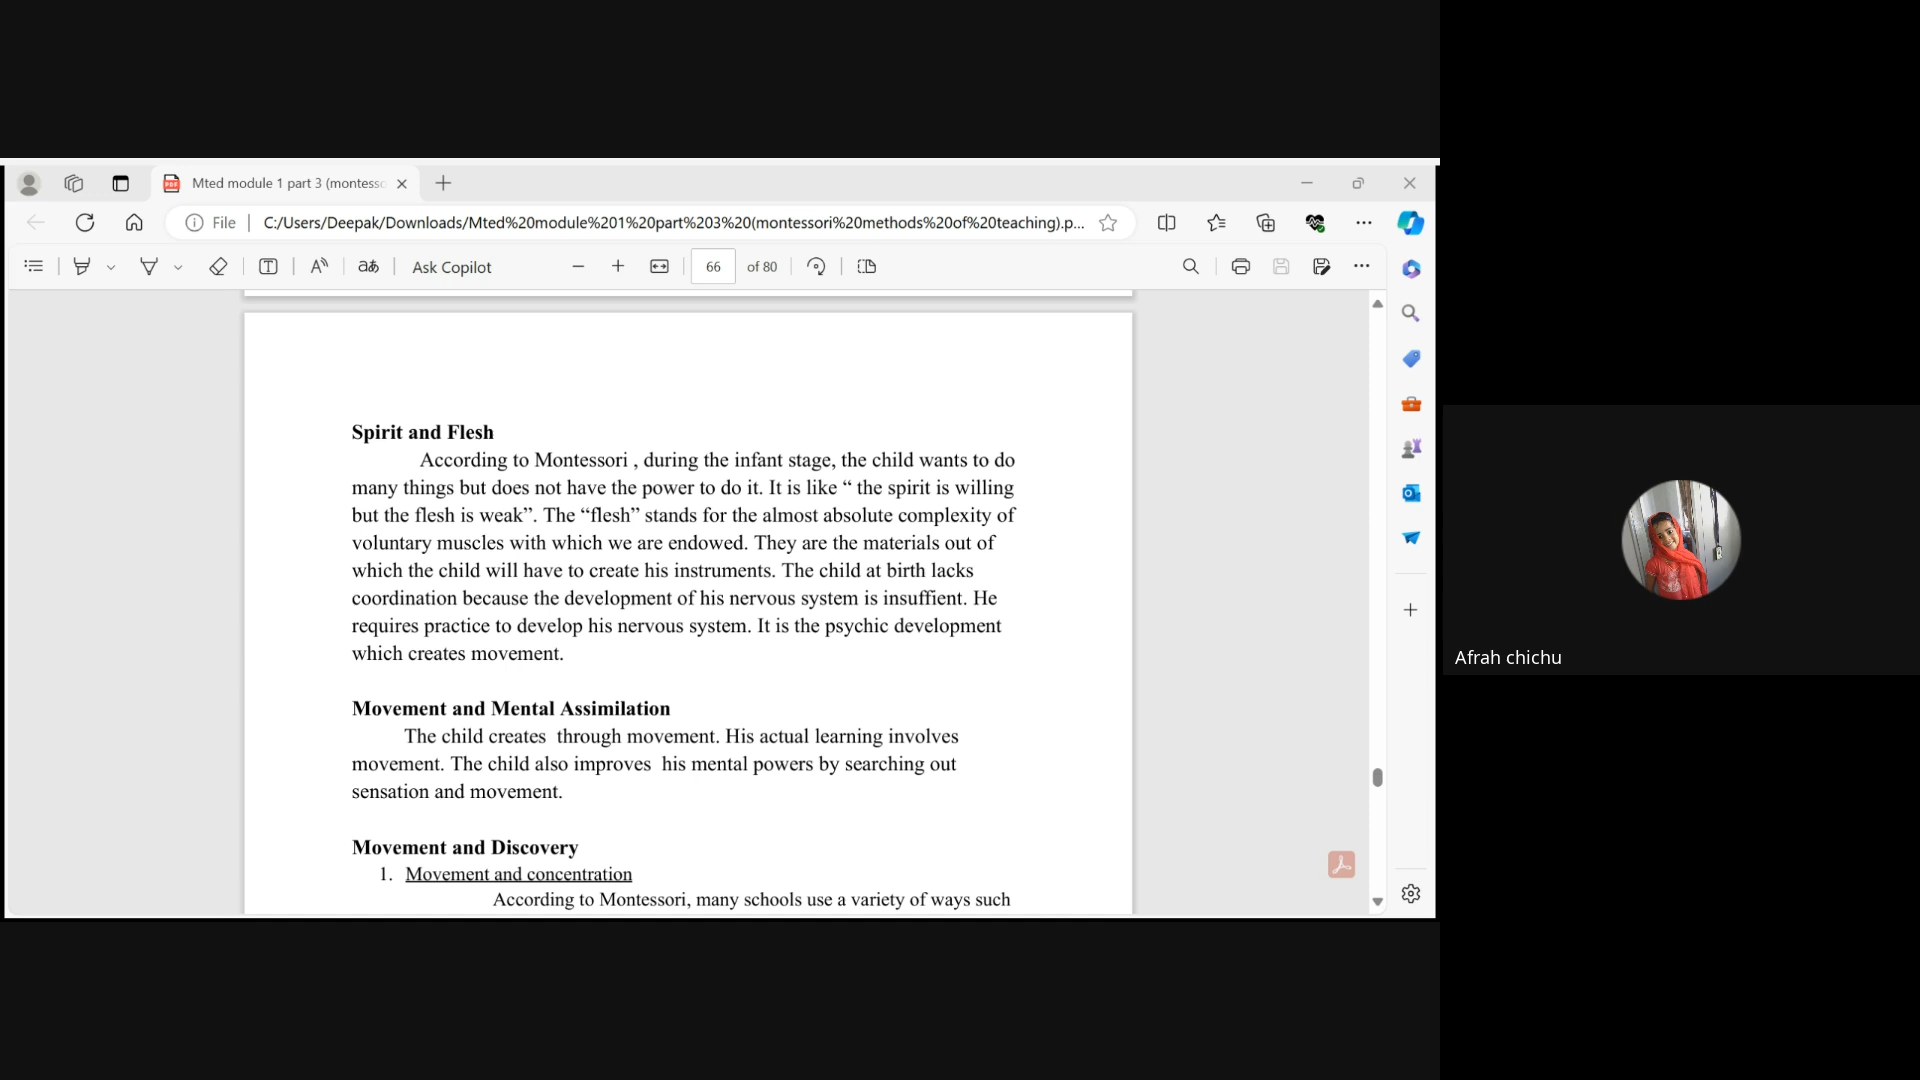 Mted module 1 part 3 (montesso
File
C:/Users/Deepak/Downloads/Mted%20module%201%20part%203%20(montessori%20methods%20of%20teaching).p...
Ask Copilot
66
of 80
Spirit and Flesh
According to Montessori , during the infant stage, the child wants to do
many things but does not have the power to do it. It is like “ the spirit is willing
but the flesh is weak”. The “flesh” stands for the almost absolute complexity of
voluntary muscles with which we are endowed. They are the materials out of
which the child will have to create his instruments. The child at birth lacks
coordination because the development of his nervous system is insuffient. He
requires practice to develop his nervous system. It is the psychic development
which creates movement.
Movement and Mental Assimilation
The child creates  through movement. His actual learning involves
movement. The child also improves  his mental powers by searching out
sensation and movement.
Movement and Discovery
1. Movement and concentration
According to Montessori, many schools use a variety of ways such
Afrah chichu